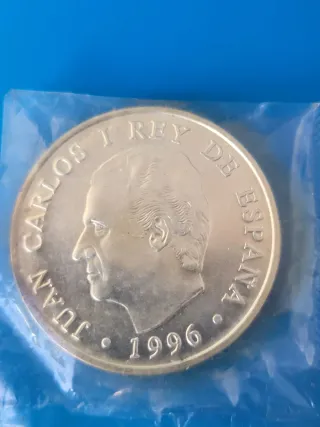 · JUAN CARLOS I REY DE ESPAÑA ·
1996